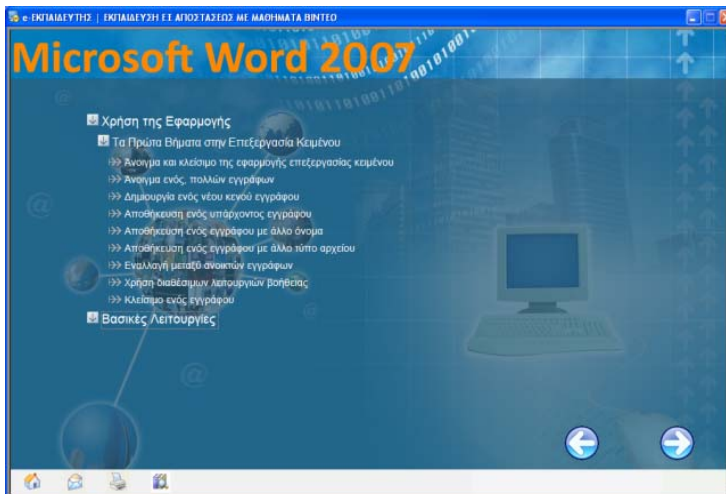 e-ΕΚΠΑΙΔΕΥΤΗΣ | ΕΚΠΑΙΔΕΥΣΗ ΕΞ ΑΠΟΣΤΑΣΕΩΣ ΜΕ ΜΑΘΗΜΑΤΑ ΒΙΝΤΕΟ
Microsoft Word 2007
Χρήση της Εφαρμογής
Τα Πρώτα Βήματα στην Επεξεργασία Κειμένου
Άνοιγμα και κλείσιμο της εφαρμογής επεξεργασίας κειμένου
Άνοιγμα ενός, πολλών εγγράφων
Δημιουργία ενός νέου κενού εγγράφου
Αποθήκευση ενός υπάρχοντος εγγράφου
Αποθήκευση ενός εγγράφου με άλλο όνομα
Αποθήκευση ενός εγγράφου με άλλο τύπο αρχείου
Εναλλαγή μεταξύ ανοικτών εγγράφων
Χρήση διαθέσιμων λειτουργιών βοήθειας
Κλείσιμο ενός εγγράφου
Βασικές Λειτουργίες